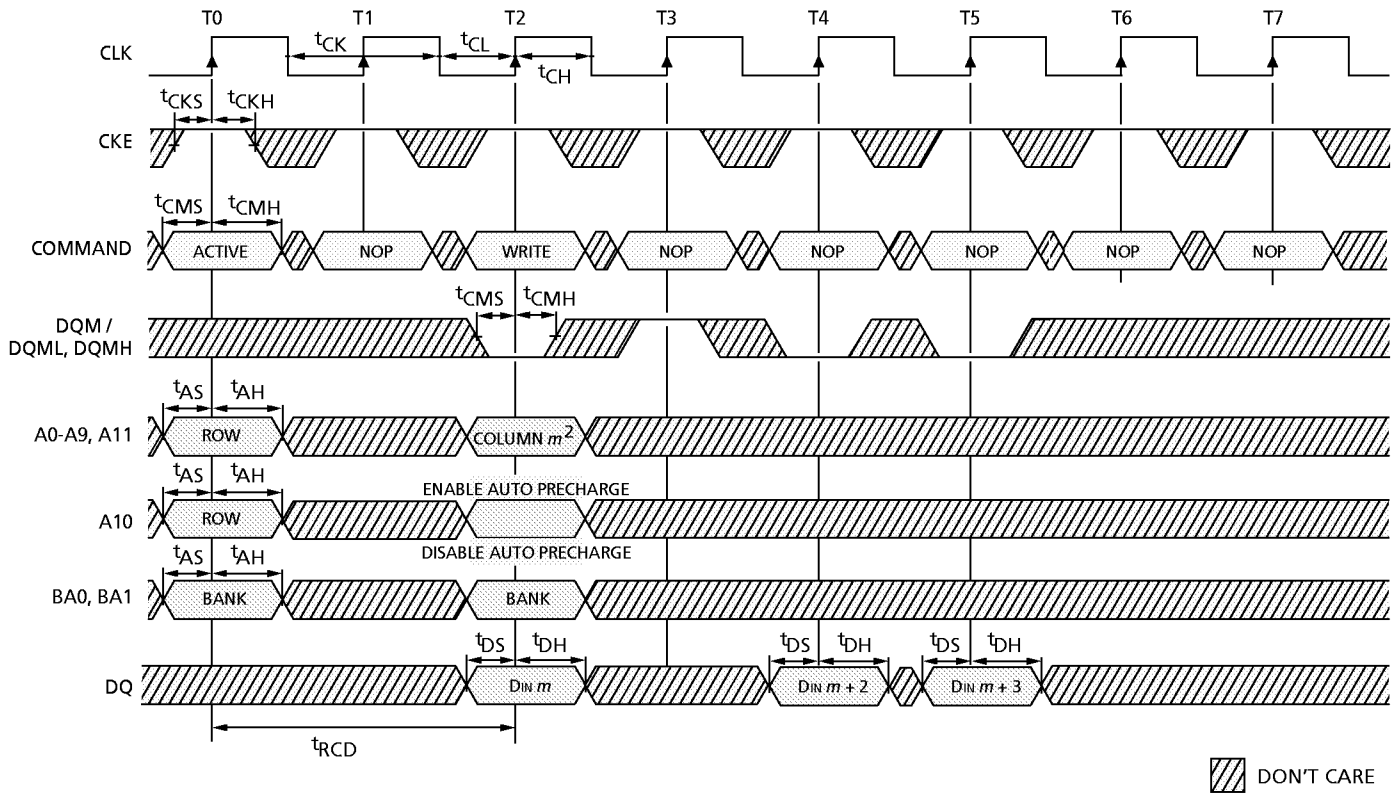 T0 T1 T2 T3 T4 T5 T6 T7
CLK tCK tCL
tCH
tCKS tCKH
CKE
tCMS tCMH
COMMAND ACTIVE NOP WRITE NOP NOP NOP NOP NOP
tCMS tCMH
DQM /
DQML, DQMH
tAS tAH
A0-A9, A11 ROW COLUMN m2
tAS tAH
ENABLE AUTO PRECHARGE
A10 ROW
DISABLE AUTO PRECHARGE
tAS tAH
BA0, BA1 BANK BANK
tDS tDH tDS tDH tDS tDH
DQ DIN m DIN m + 2 DIN m + 3
tRCD
DON'T CARE